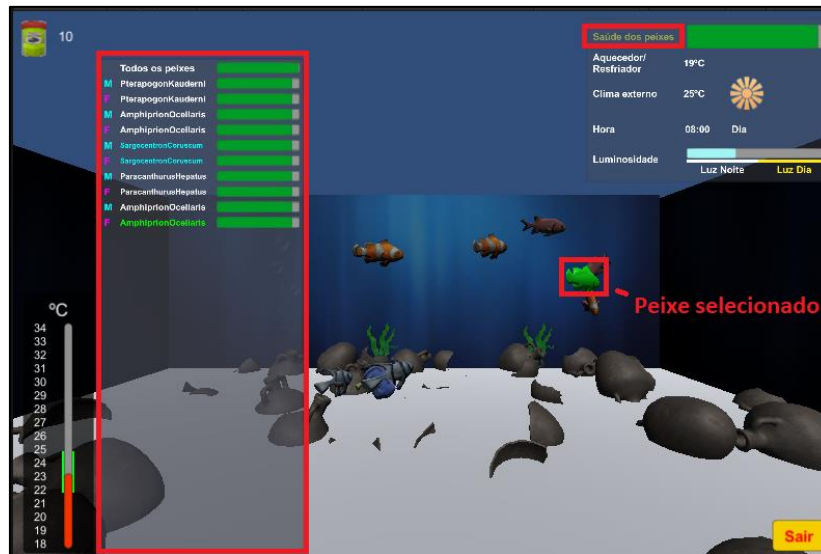 10
Todos os peixes
M PterapogonKauderni
F PterapogonKauderni
M AmphiprionOcellaris
F AmphiprionOcellaris
M SargocentronCoruscum
F SargocentronCoruscum
M ParacanthurusHepatus
F ParacanthurusHepatus
M AmphiprionOcellaris
F AmphiprionOcellaris
Saúde dos peixes
Aquecedor/
Resfriador 19ºC
Clima externo 25ºC
Hora 08:00 Dia
Luminosidade
Luz Noite Luz Dia
Peixe selecionado
ºC
34
33
32
31
30
29
28
27
26
25
24
23
22
21
20
19
18
Sair